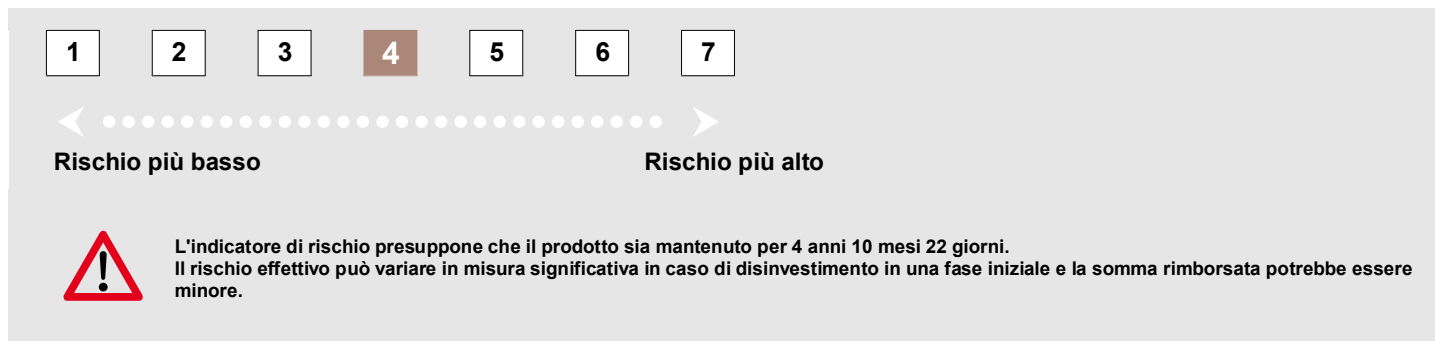 1 2 3 4 5 6 7
Rischio più basso Rischio più alto
L'indicatore di rischio presuppone che il prodotto sia mantenuto per 4 anni 10 mesi 22 giorni.
Il rischio effettivo può variare in misura significativa in caso di disinvestimento in una fase iniziale e la somma rimborsata potrebbe essere
minore.